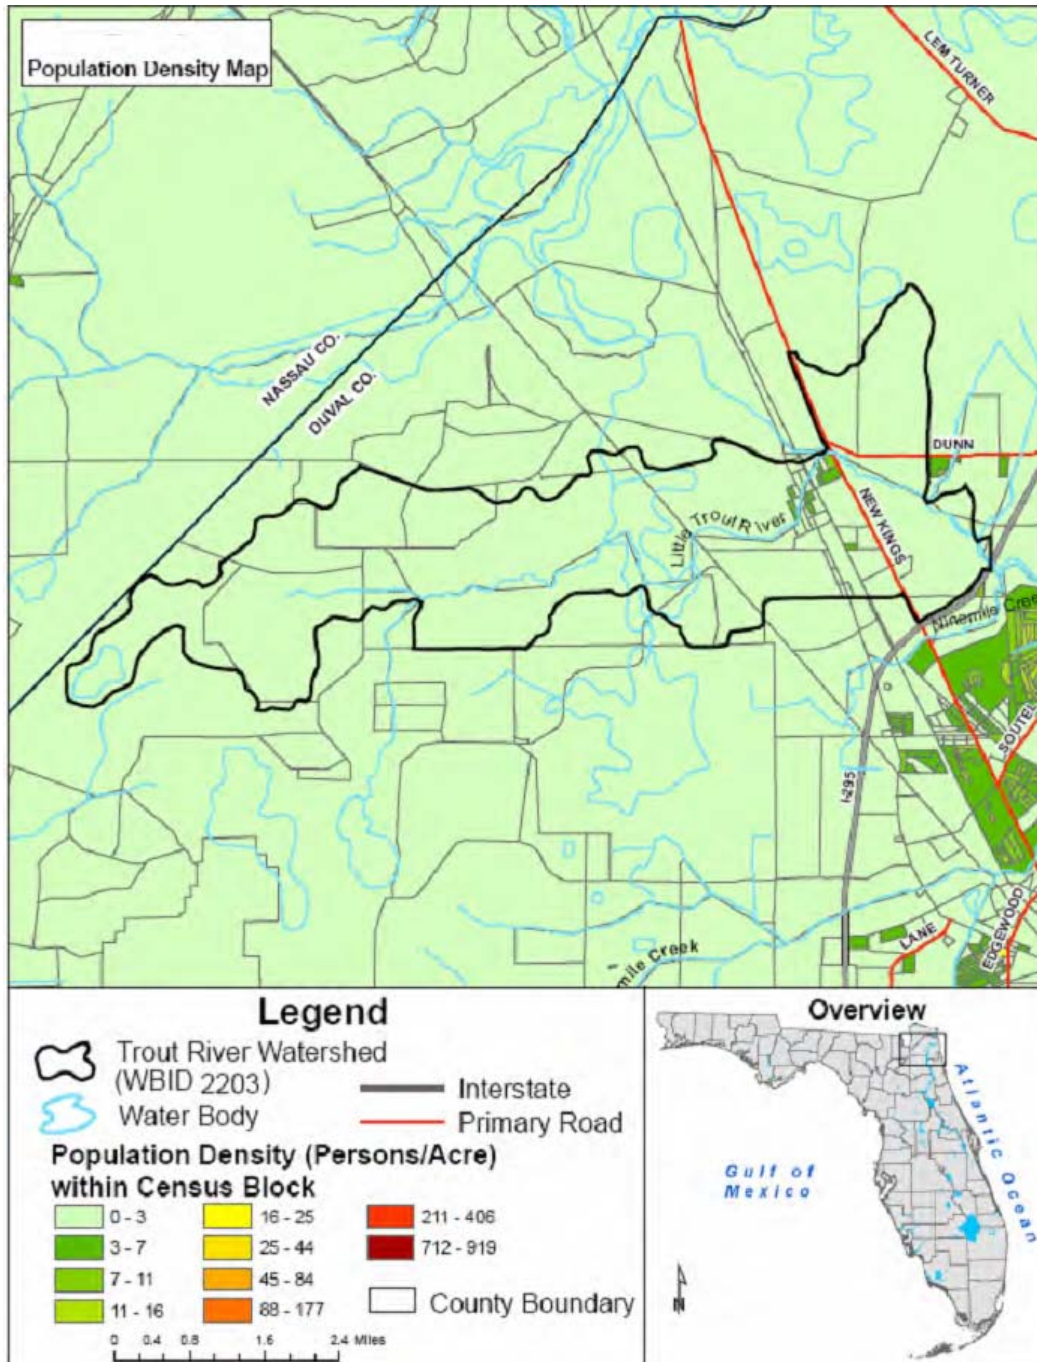 Population Density Map
LEM TURNER
NASSAU CO.
DUVAL CO.
DUNN
NEW KINGS
Little Trout River
Ninemile Creek
SOUTEL
I-295
LANE
EDGEWOOD
mile Creek
Legend
Trout River Watershed
(WBID 2203)
Water Body
Interstate
Primary Road
Population Density (Persons/Acre)
within Census Block
0 - 3
3 - 7
7 - 11
11 - 16
16 - 25
25 - 44
45 - 84
88 - 177
211 - 406
712 - 919
County Boundary
0 0.4 0.8 1.6 2.4 Miles
N
Overview
Gulf of
Mexico
Atlantic Ocean